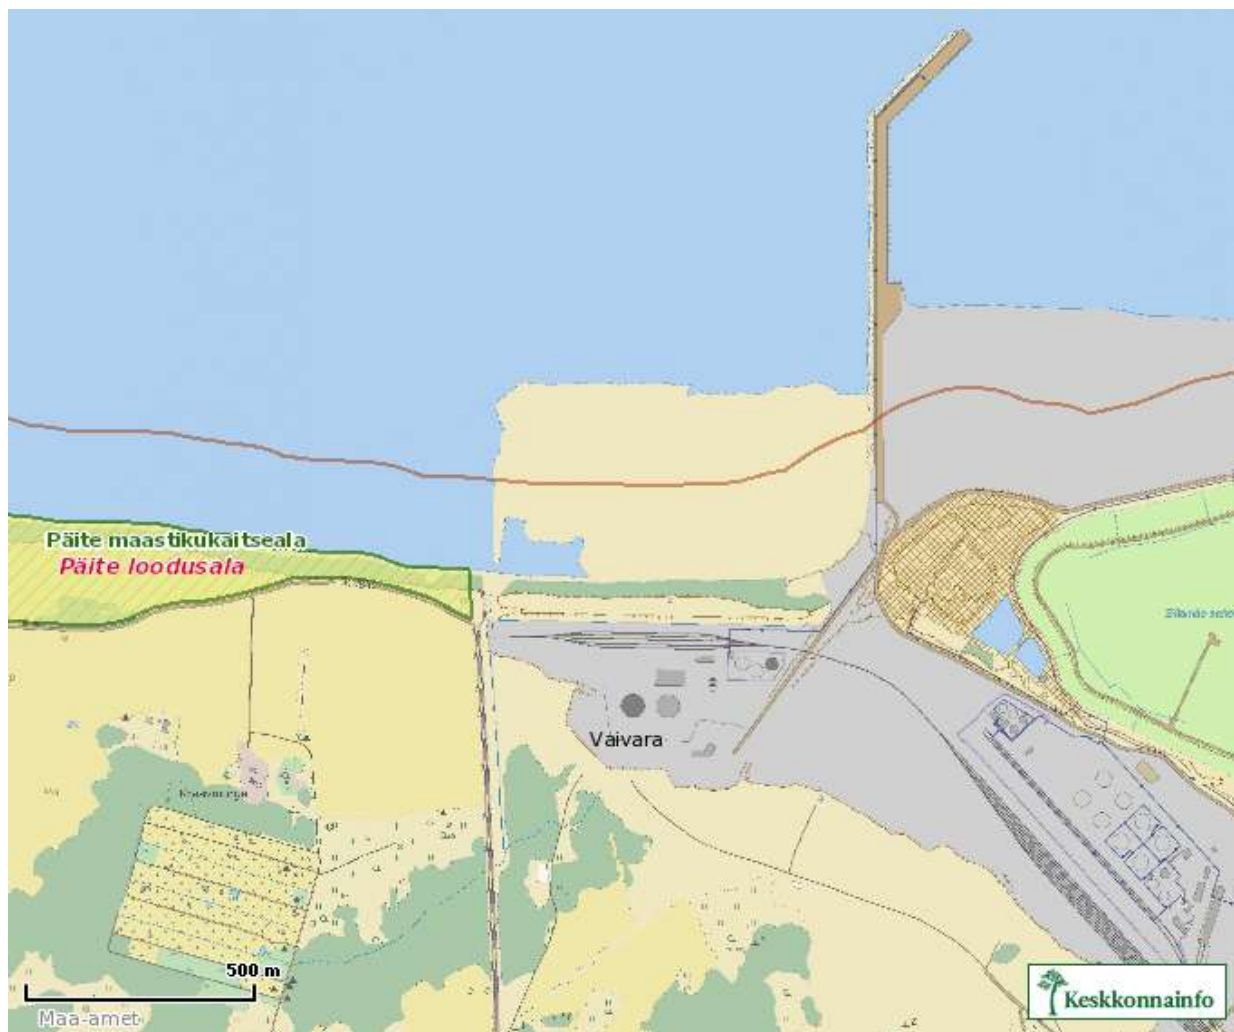 Päite maastikukaitseala
Päite loodusala
Vaivara
500 m
Maa-amet
Keskkonnainfo